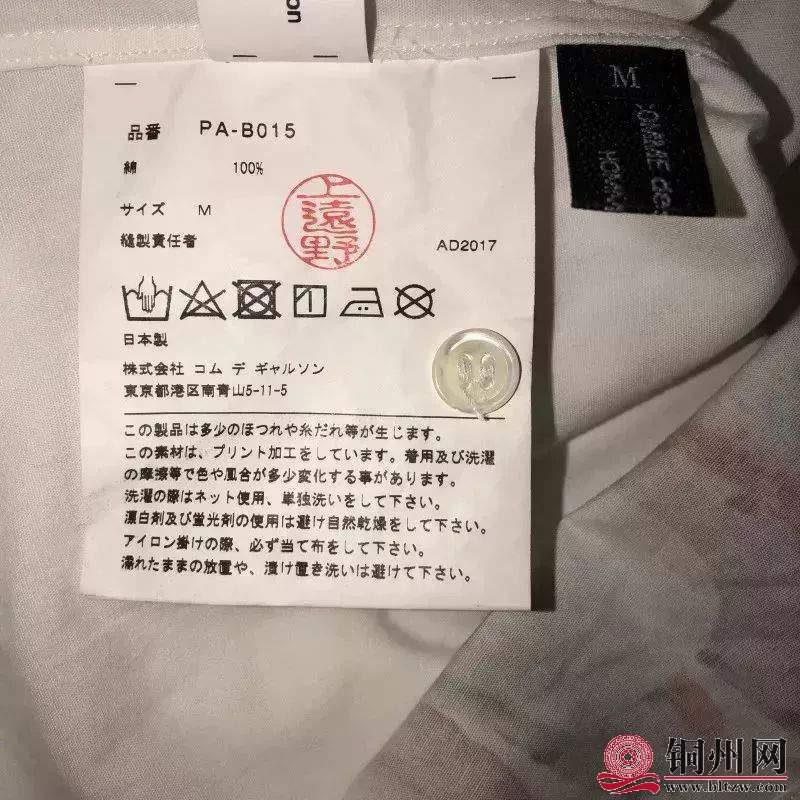 on
M
HOMME des
HOMM
品番 PA-B015
綿 100%
サイズ M
上遠野
縫製責任者
AD2017
日本製
株式会社 コム デ ギャルソン
東京都港区南青山5-11-5
この製品は多少のほつれや糸だれ等が生じます。
この素材は、プリント加工をしています。着用及び洗濯
の摩擦等で色や風合が多少変化する事があります。
洗濯の際はネット使用、単独洗いをして下さい。
漂白剤及び蛍光剤の使用は避け自然乾燥をして下さい。
アイロン掛けの際、必ず当て布をして下さい。
濡れたままの放置や、漬け置き洗いは避けて下さい。
铜州网
www.bltzw.com